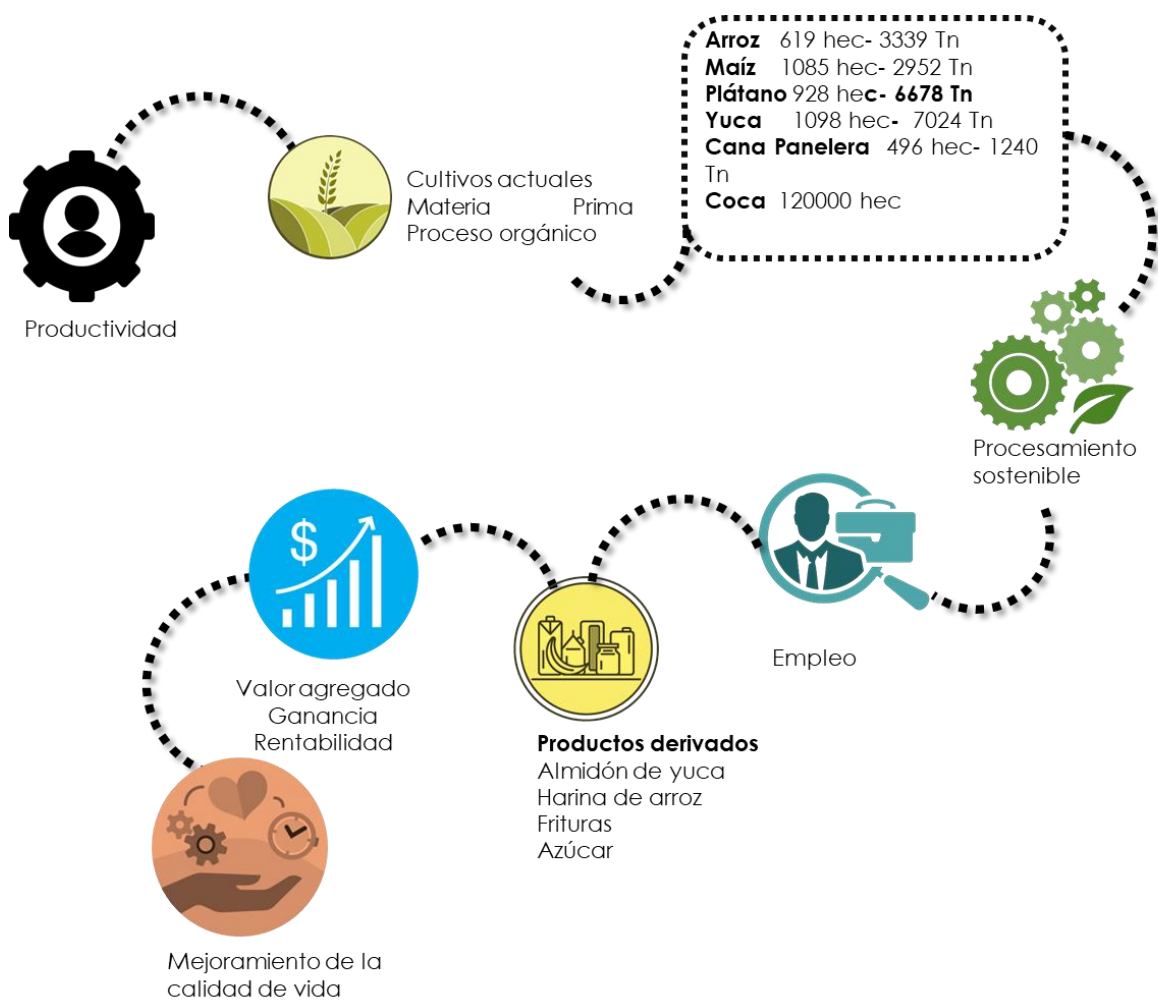 Arroz 619 hec- 3339 Tn
Maíz 1085 hec- 2952 Tn
Plátano 928 hec- 6678 Tn
Yuca 1098 hec- 7024 Tn
Cana Panelera 496 hec- 1240
Tn
Coca 120000 hec
Cultivos actuales
Materia Prima
Proceso orgánico
Productividad
Procesamiento
sostenible
Empleo
$
Valor agregado
Ganancia
Rentabilidad
Productos derivados
Almidón de yuca
Harina de arroz
Frituras
Azúcar
Mejoramiento de la
calidad de vida